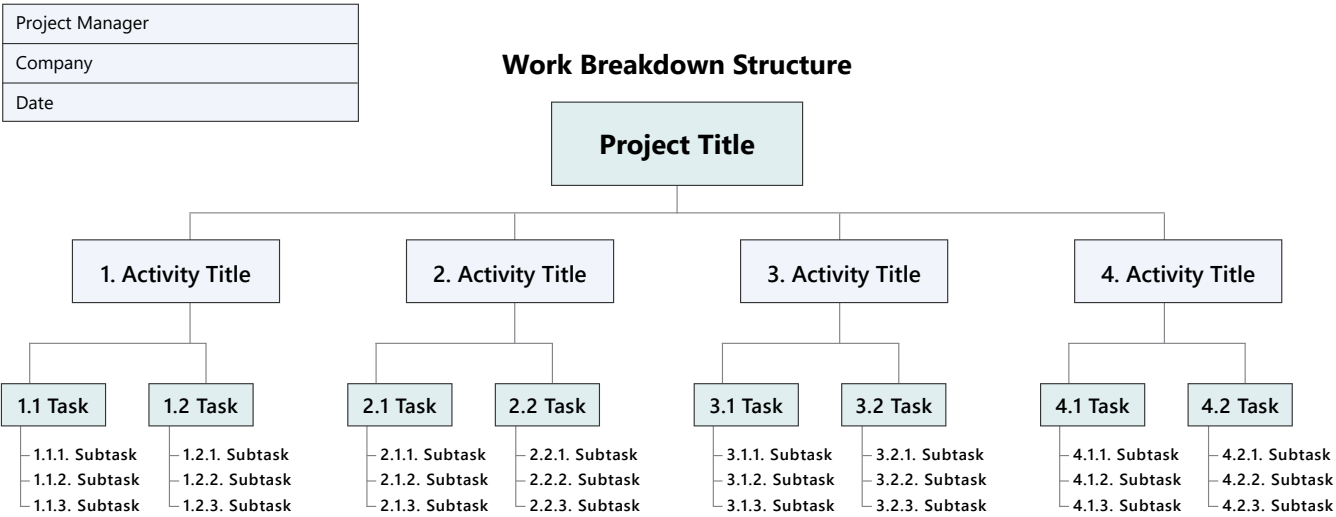 Project Manager
Company
Date
Work Breakdown Structure
Project Title
1. Activity Title
2. Activity Title
3. Activity Title
4. Activity Title
1.1 Task
1.2 Task
2.1 Task
2.2 Task
3.1 Task
3.2 Task
4.1 Task
4.2 Task
1.1.1. Subtask
1.1.2. Subtask
1.1.3. Subtask
1.2.1. Subtask
1.2.2. Subtask
1.2.3. Subtask
2.1.1. Subtask
2.1.2. Subtask
2.1.3. Subtask
2.2.1. Subtask
2.2.2. Subtask
2.2.3. Subtask
3.1.1. Subtask
3.1.2. Subtask
3.1.3. Subtask
3.2.1. Subtask
3.2.2. Subtask
3.2.3. Subtask
4.1.1. Subtask
4.1.2. Subtask
4.1.3. Subtask
4.2.1. Subtask
4.2.2. Subtask
4.2.3. Subtask